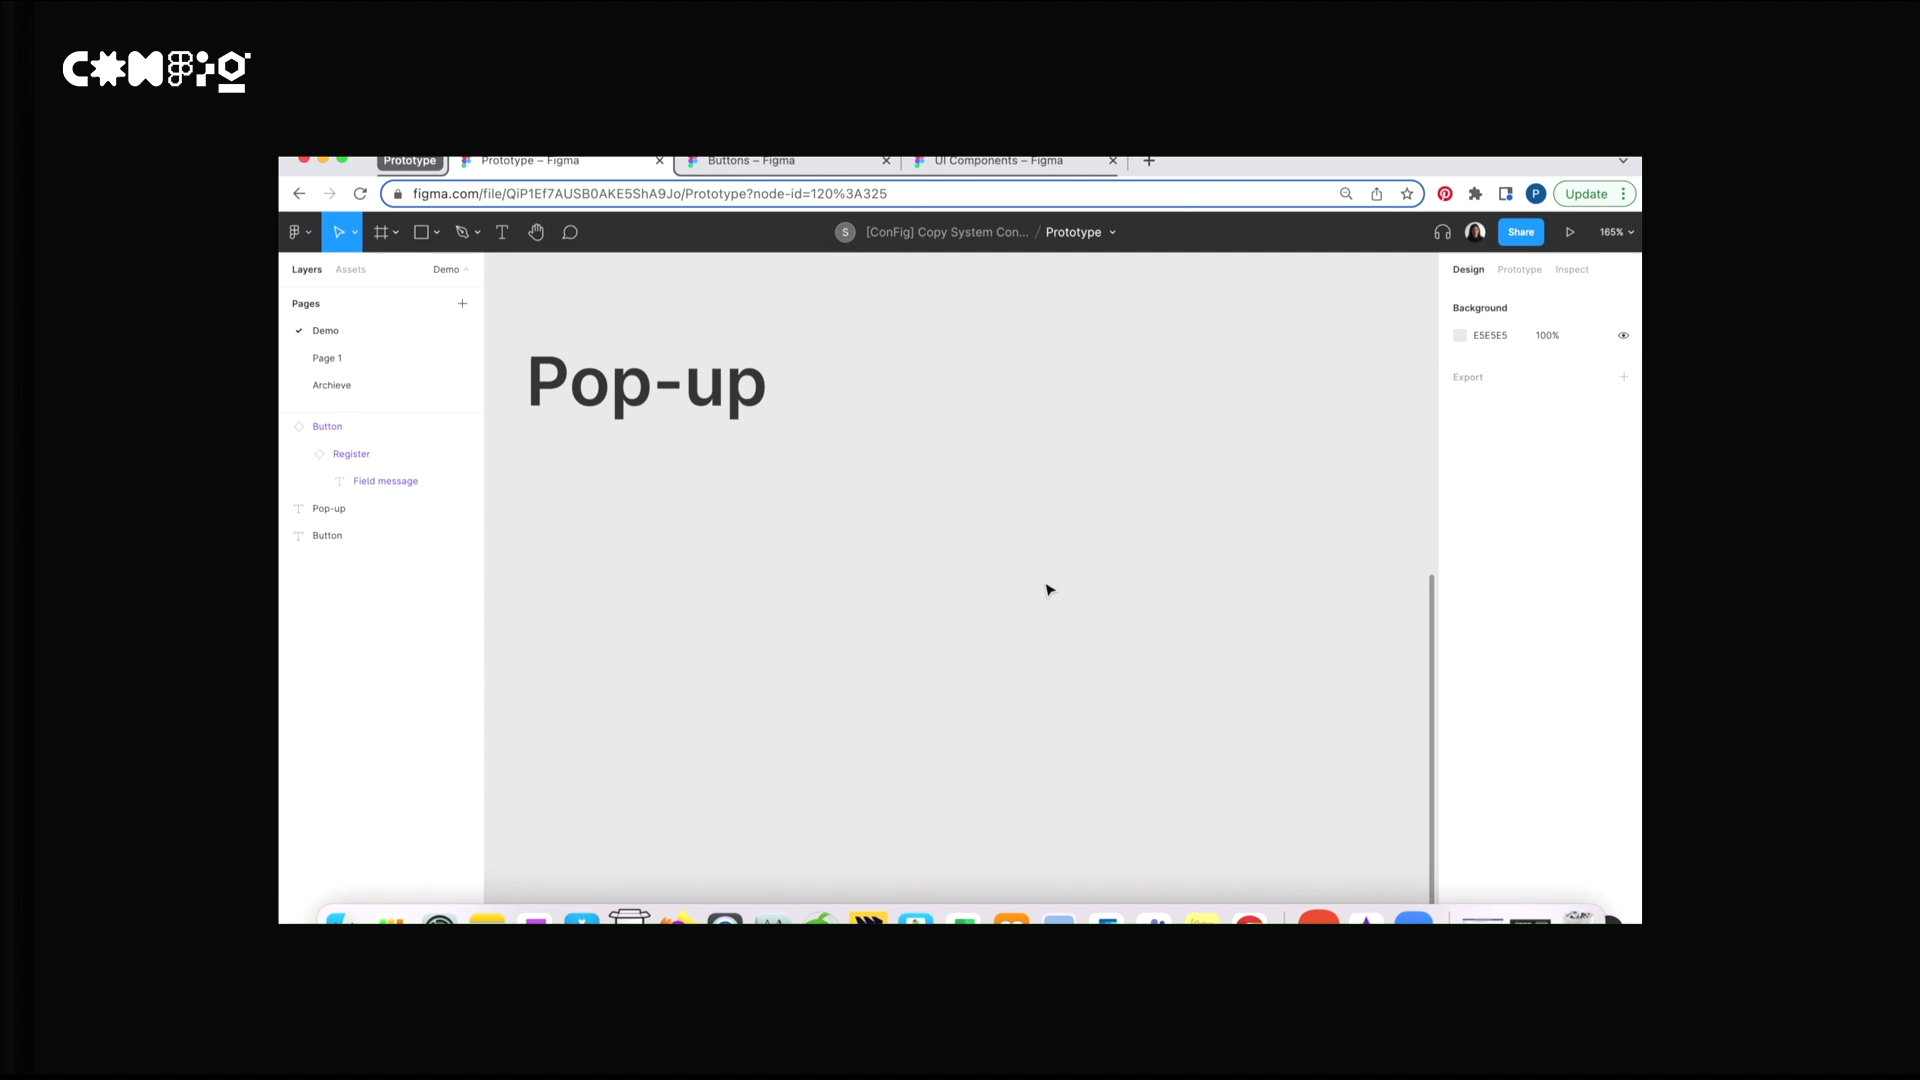 CONFIG
Prototype
Prototype – Figma
Buttons – Figma
UI Components – Figma
figma.com/file/QiP1Ef7AUSB0AKE5ShA9Jo/Prototype?node-id=120%3A325
P
Update
S
[ConFig] Copy System Con... / Prototype
Share
165%
Layers
Assets
Demo
Pages
Demo
Page 1
Archieve
Button
Register
Field message
Pop-up
Button
Pop-up
Design
Prototype
Inspect
Background
E5E5E5
100%
Export